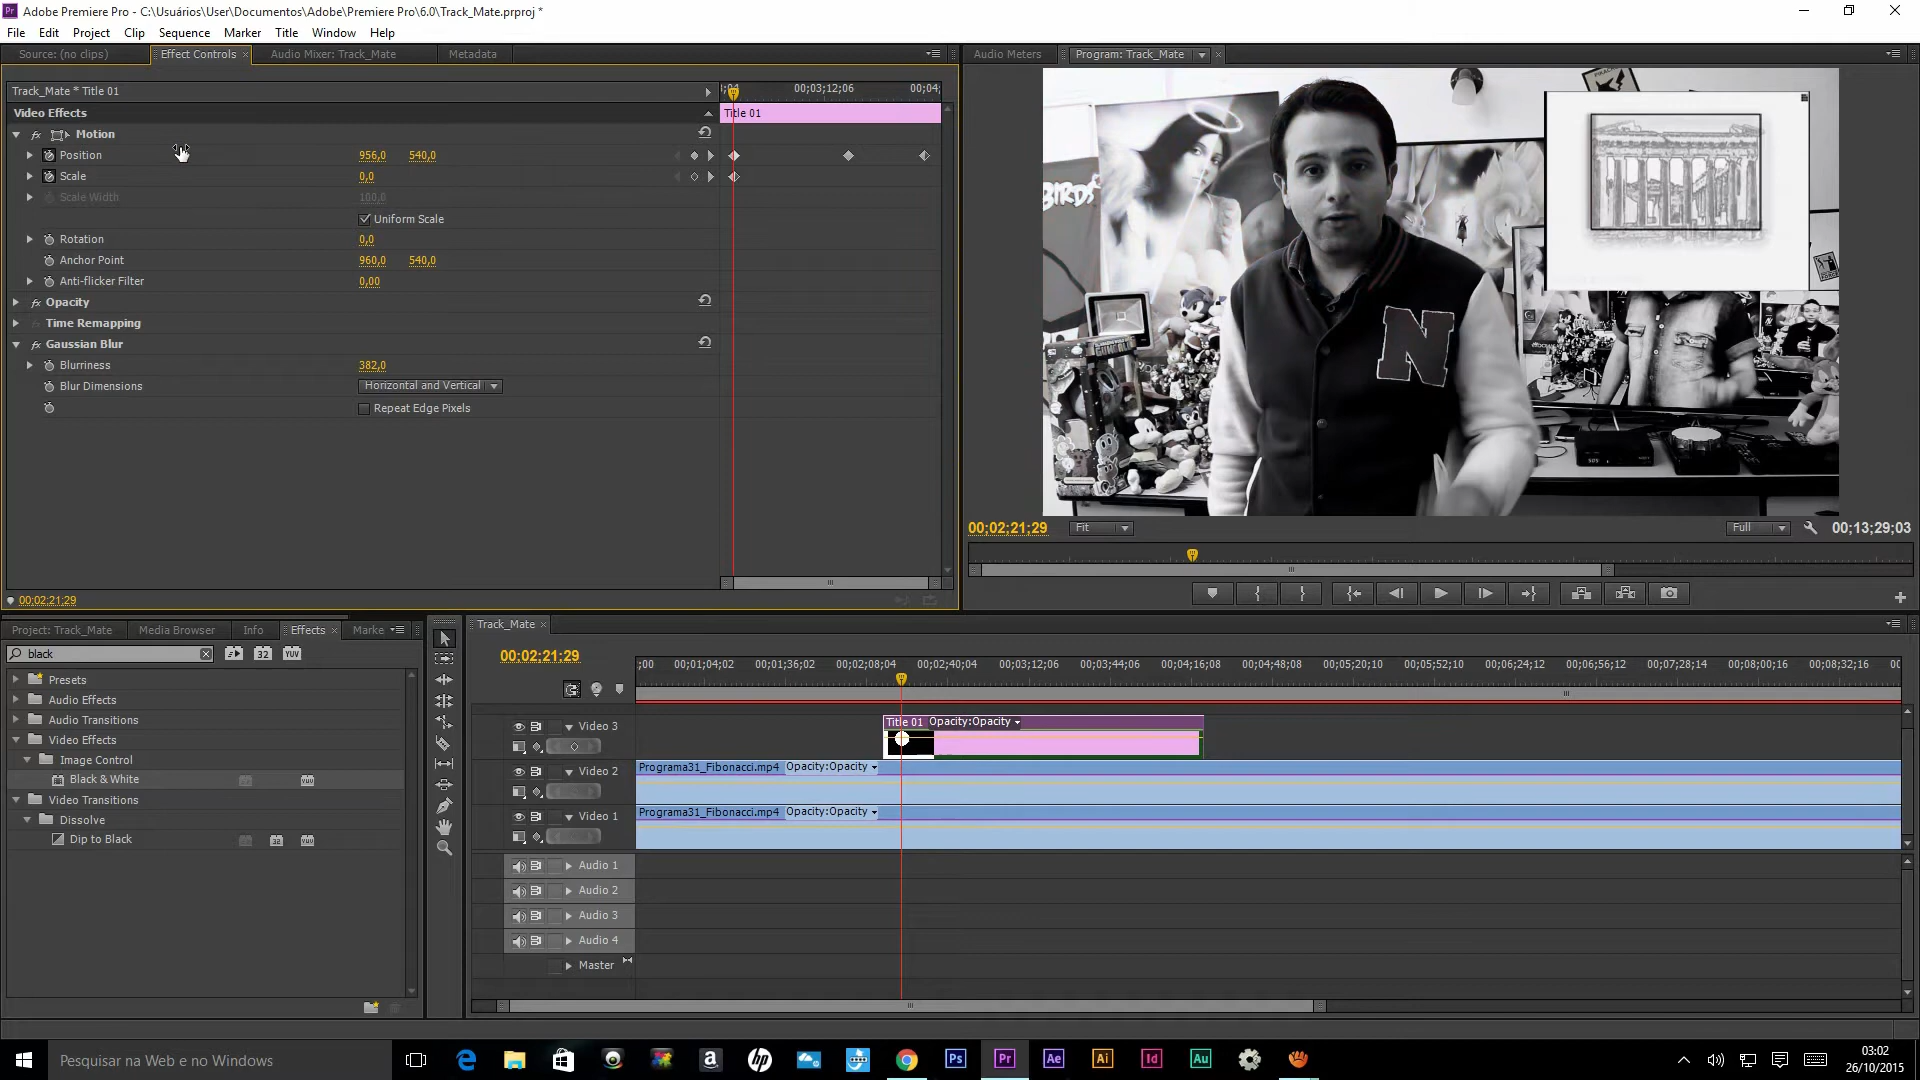 Adobe Premiere Pro - C:\Usuários\User\Documentos\Adobe\Premiere Pro\6.0\Track_Mate.prproj *
File Edit Project Clip Sequence Marker Title Window Help
Source: (no clips) Effect Controls Audio Mixer: Track_Mate Metadata
Track_Mate * Title 01
00;03;12;06 00;04;
Video Effects
Title 01
Motion
Position 956,0 540,0
Scale 0,0
Scale Width 100,0
Uniform Scale
Rotation 0,0
Anchor Point 960,0 540,0
Anti-flicker Filter 0,00
Opacity
Time Remapping
Gaussian Blur
Blurriness 382,0
Blur Dimensions Horizontal and Vertical
Repeat Edge Pixels
00;02;21;29
Audio Meters Program: Track_Mate
BIRDS
N
00;02;21;29 Fit Full 00;13;29;03
Project: Track_Mate Media Browser Info Effects Marke
black
32 YUV
Presets
Audio Effects
Audio Transitions
Video Effects
Image Control
Black & White
Video Transitions
Dissolve
Dip to Black
Track_Mate
00;02;21;29
;00 00;01;04;02 00;01;36;02 00;02;08;04 00;02;40;04 00;03;12;06 00;03;44;06 00;04;16;08 00;04;48;08 00;05;20;10 00;05;52;10 00;06;24;12 00;06;56;12 00;07;28;14 00;08;00;16 00;08;32;16 00
Video 3
Title 01 Opacity:Opacity
Video 2
Programa31_Fibonacci.mp4 Opacity:Opacity
Video 1
Programa31_Fibonacci.mp4 Opacity:Opacity
Audio 1
Audio 2
Audio 3
Audio 4
Master
Pesquisar na Web e no Windows
Ps Pr Ae Ai Id Au
03:02
26/10/2015